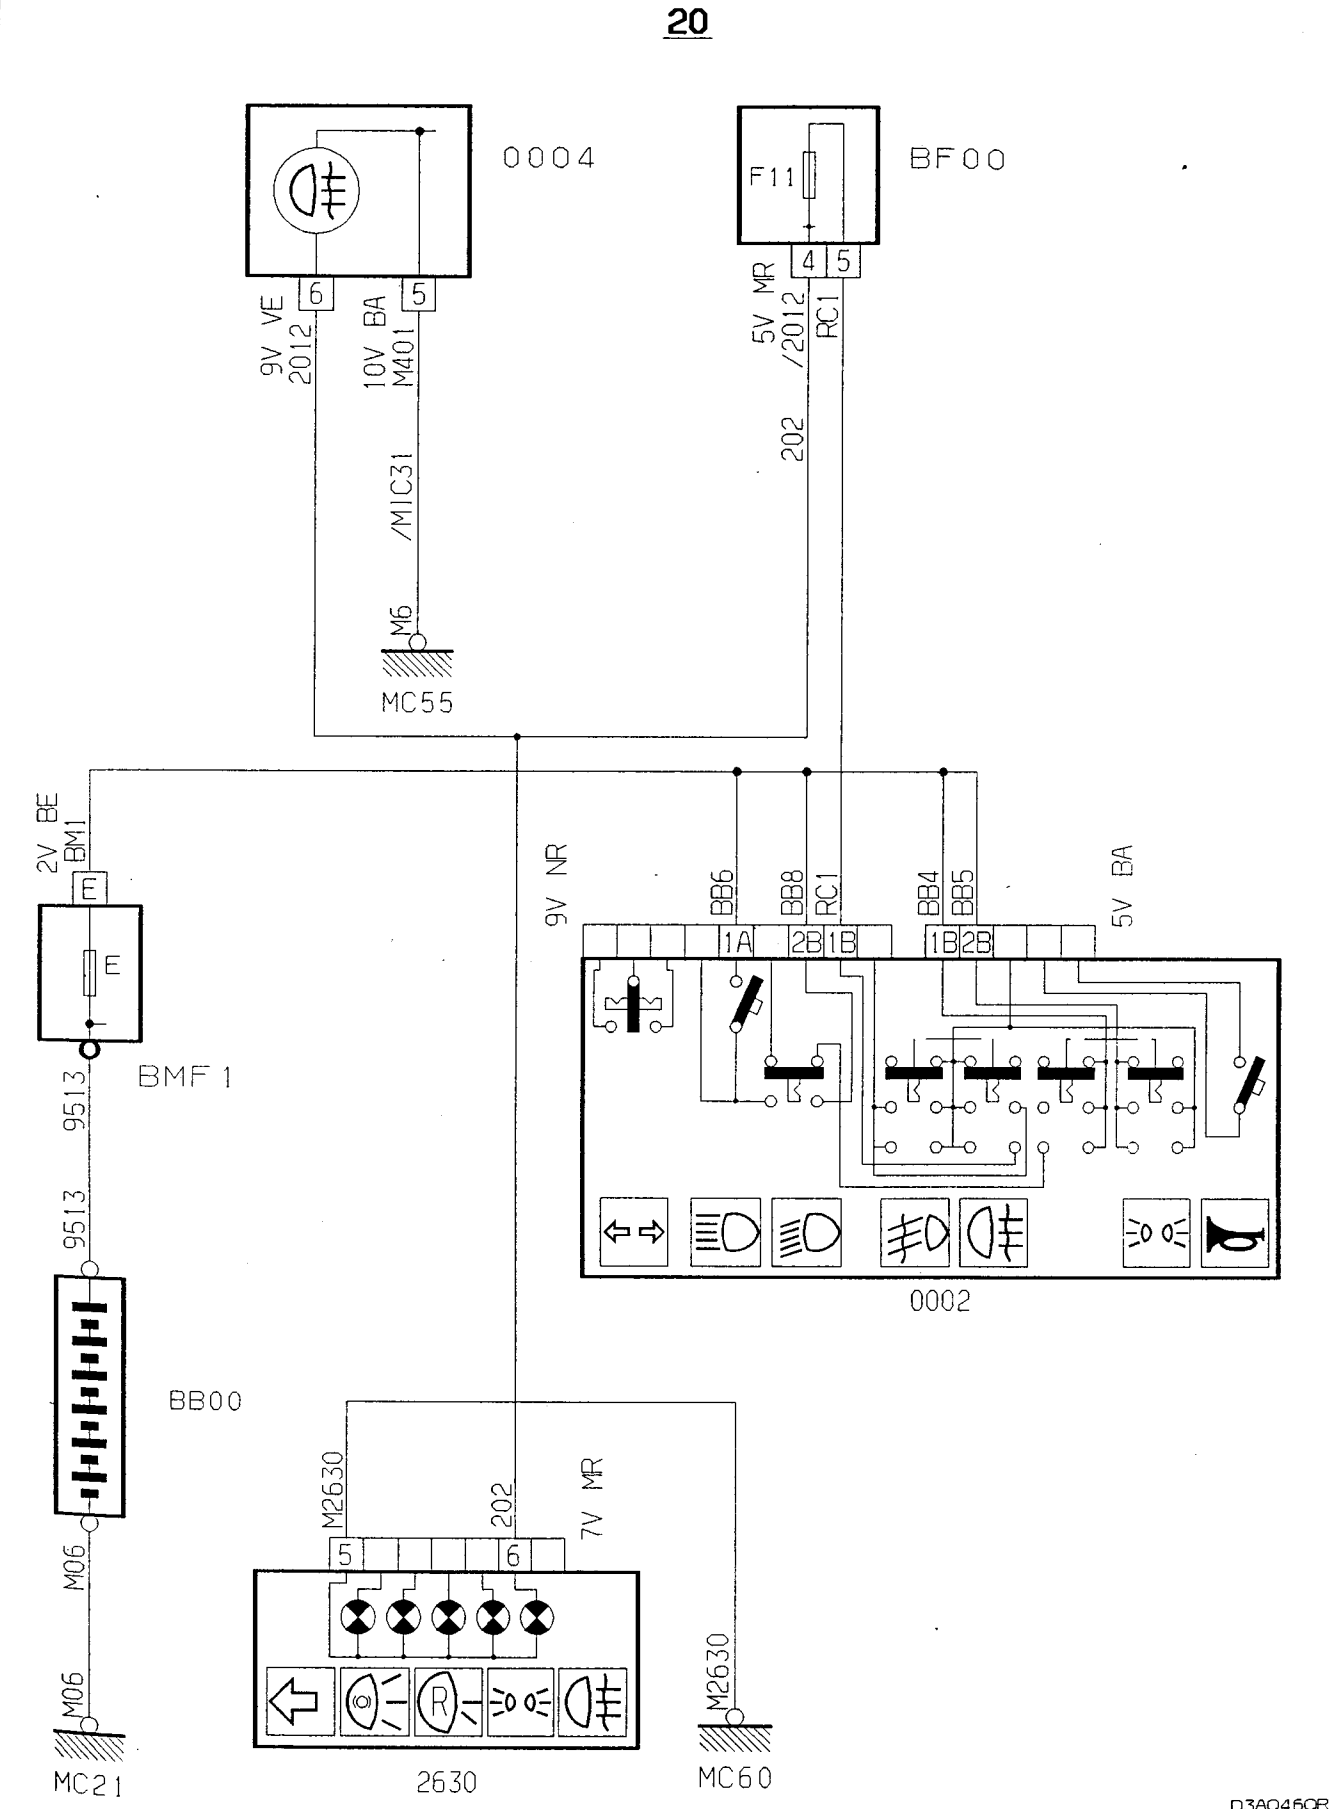 20
0004
BF00
F11
4 5
6
5
9V VE
2012
10V BA
M401
/MIC31
M6
MC55
5V MR
/2012
202
RC1
2V BE
BM1
E
E
BMF1
9513
9513
BB00
M06
M06
MC21
9V NR
BB6
BB8
RC1
BB4
BB5
5V BA
1A
2B 1B
1B 2B
0002
M2630
202
7V MR
5
6
R
2630
M2630
MC60
D3A046QR